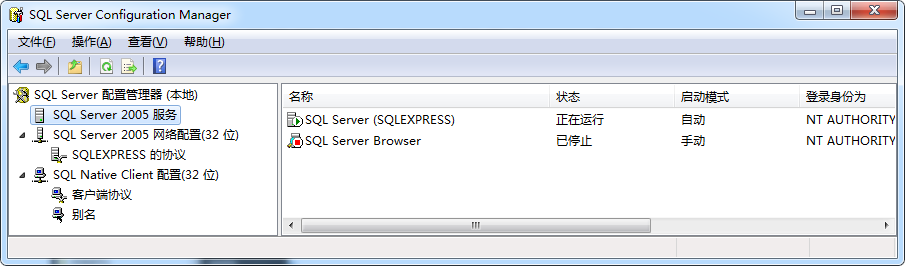 SQL Server Configuration Manager
文件(F) 操作(A) 查看(V) 帮助(H)
SQL Server 配置管理器 (本地)
SQL Server 2005 服务
SQL Server 2005 网络配置(32 位)
SQLEXPRESS 的协议
SQL Native Client 配置(32 位)
客户端协议
别名
名称 状态 启动模式 登录身份为
SQL Server (SQLEXPRESS) 正在运行 自动 NT AUTHORITY
SQL Server Browser 已停止 手动 NT AUTHORITY